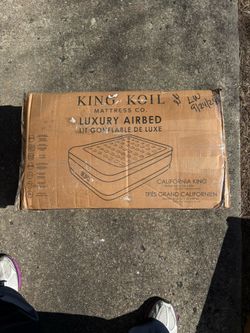 KING KOIL
MATTRESS CO.
LUXURY AIRBED
LIT GONFLABLE DE LUXE
CALIFORNIA KING
TRÈS GRAND CALIFORNIEN